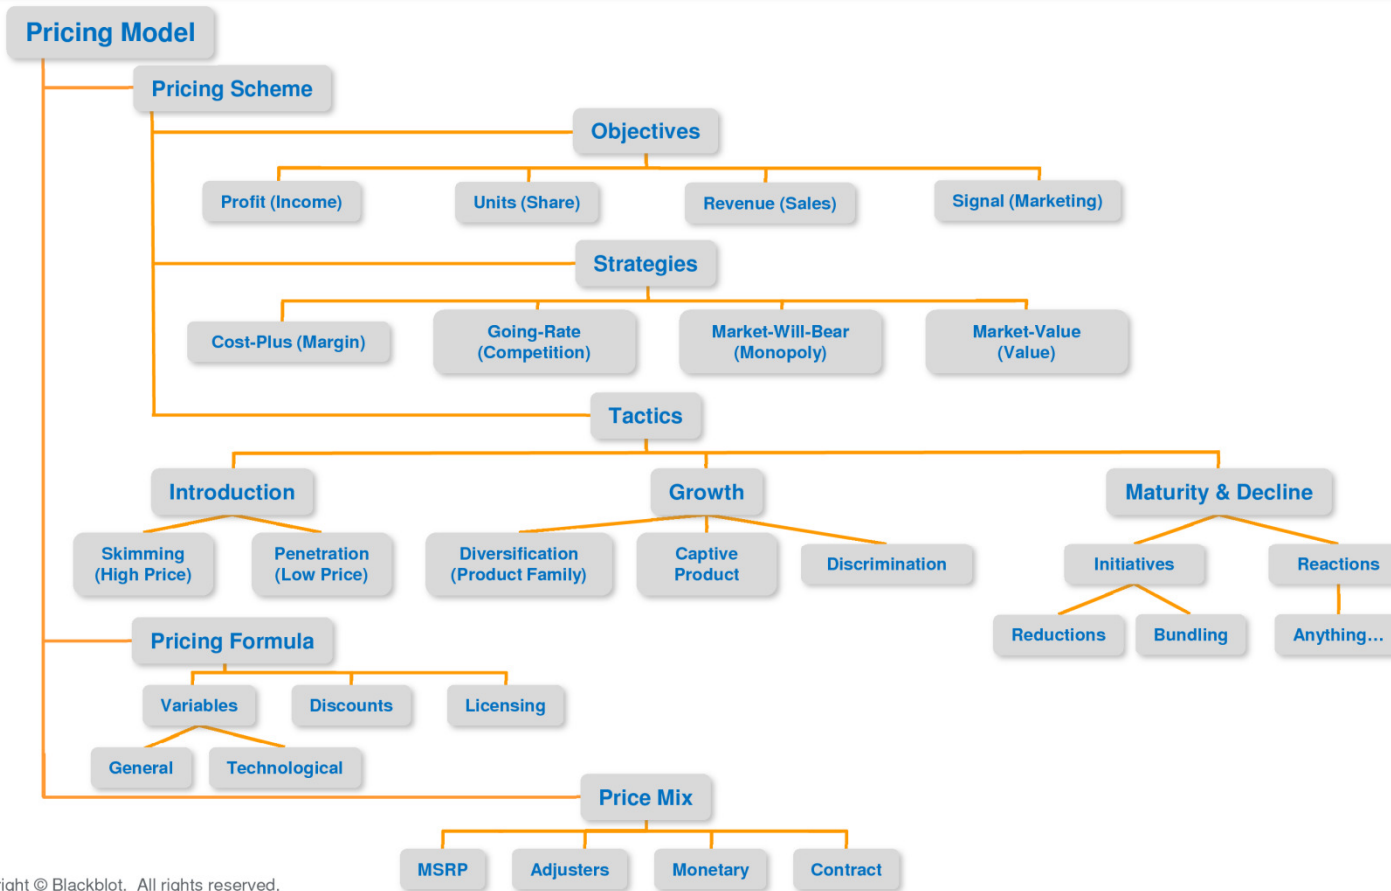 Pricing Model
Pricing Scheme
Objectives
Profit (Income)
Units (Share)
Revenue (Sales)
Signal (Marketing)
Strategies
Cost-Plus (Margin)
Going-Rate
(Competition)
Market-Will-Bear
(Monopoly)
Market-Value
(Value)
Tactics
Introduction
Growth
Maturity & Decline
Skimming
(High Price)
Penetration
(Low Price)
Diversification
(Product Family)
Captive
Product
Discrimination
Initiatives
Reactions
Reductions
Bundling
Anything...
Pricing Formula
Variables
Discounts
Licensing
General
Technological
Price Mix
MSRP
Adjusters
Monetary
Contract
right © Blackblot. All rights reserved.